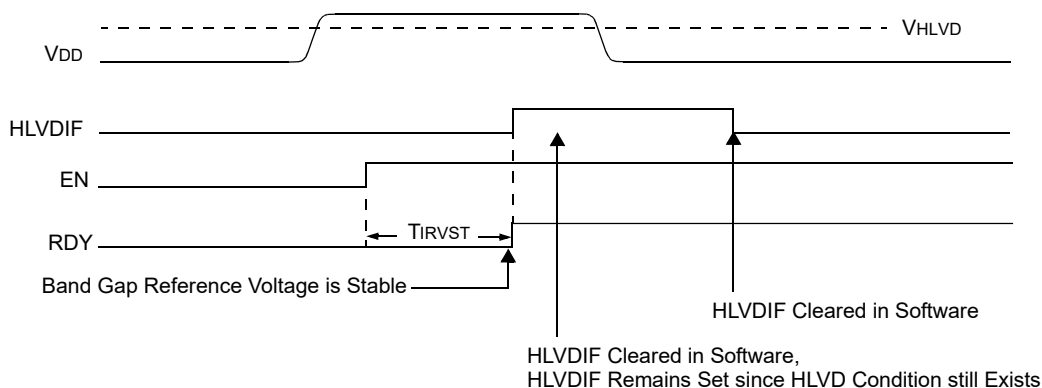 VHLVD
VDD
HLVDIF
EN
TIRVST
RDY
Band Gap Reference Voltage is Stable
HLVDIF Cleared in Software
HLVDIF Cleared in Software,
HLVDIF Remains Set since HLVD Condition still Exists